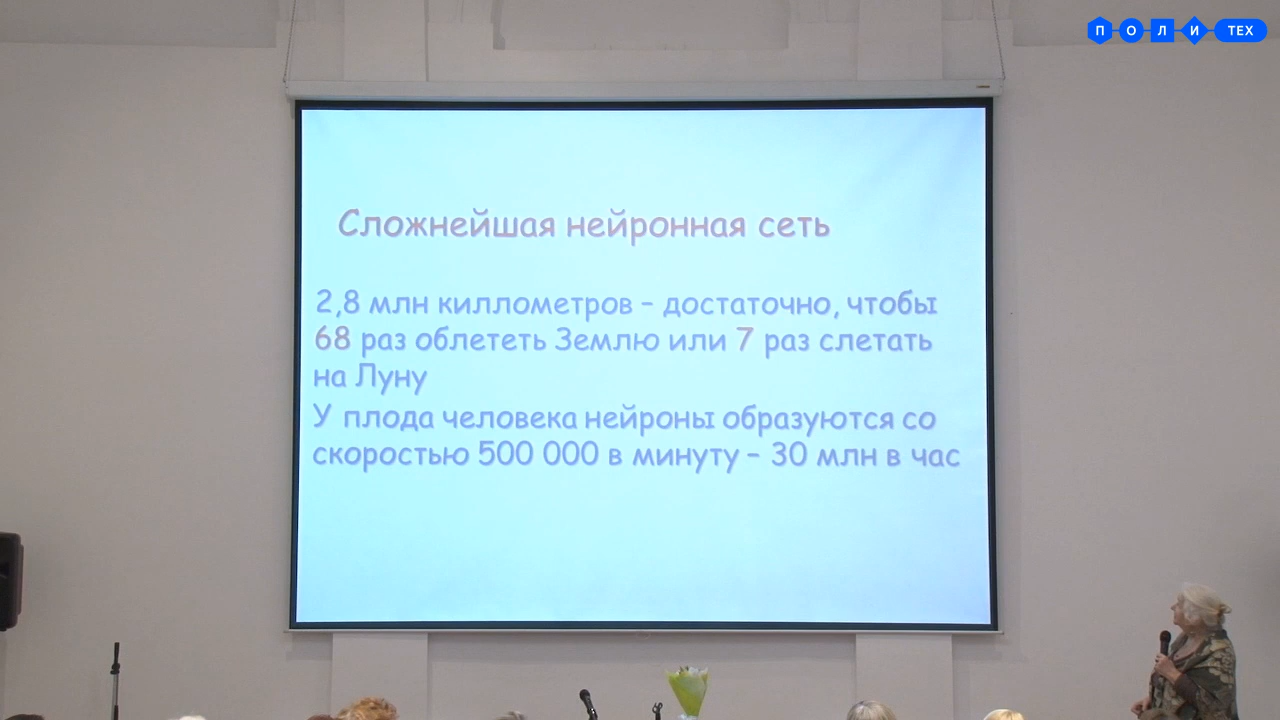 ПОЛИТЕХ
Сложнейшая нейронная сеть
2,8 млн киллометров – достаточно, чтобы
68 раз облететь Землю или 7 раз слетать
на Луну
У плода человека нейроны образуются со
скоростью 500 000 в минуту – 30 млн в час